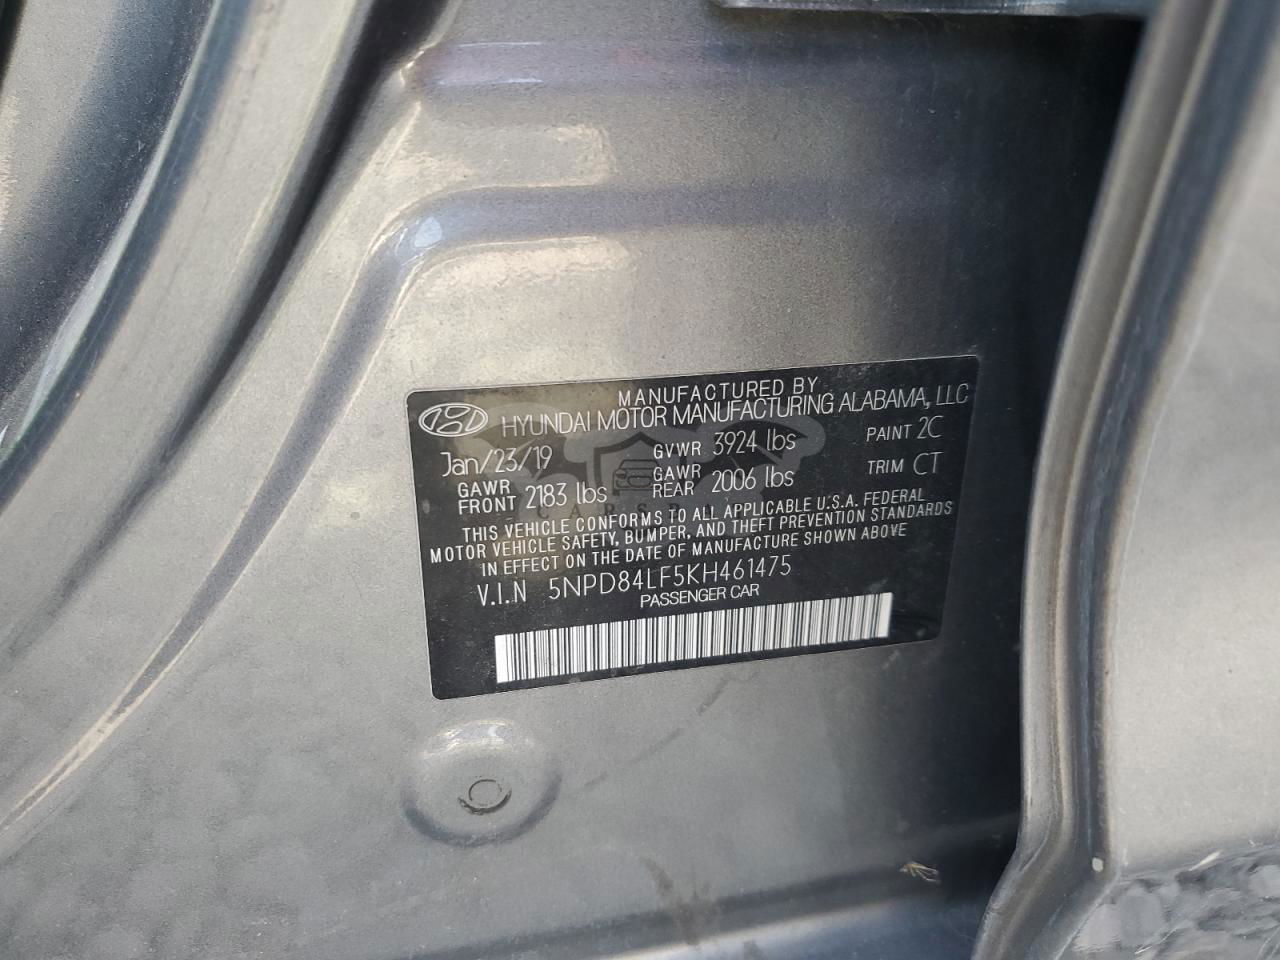 MANUFACTURED BY
HYUNDAI MOTOR MANUFACTURING ALABAMA, LLC
Jan/23/19 GVWR 3924 lbs PAINT 2C
GAWR FRONT 2183 lbs GAWR REAR 2006 lbs TRIM CT
THIS VEHICLE CONFORMS TO ALL APPLICABLE U.S.A. FEDERAL
MOTOR VEHICLE SAFETY, BUMPER, AND THEFT PREVENTION STANDARDS
IN EFFECT ON THE DATE OF MANUFACTURE SHOWN ABOVE
V.I.N 5NPD84LF5KH461475
PASSENGER CAR